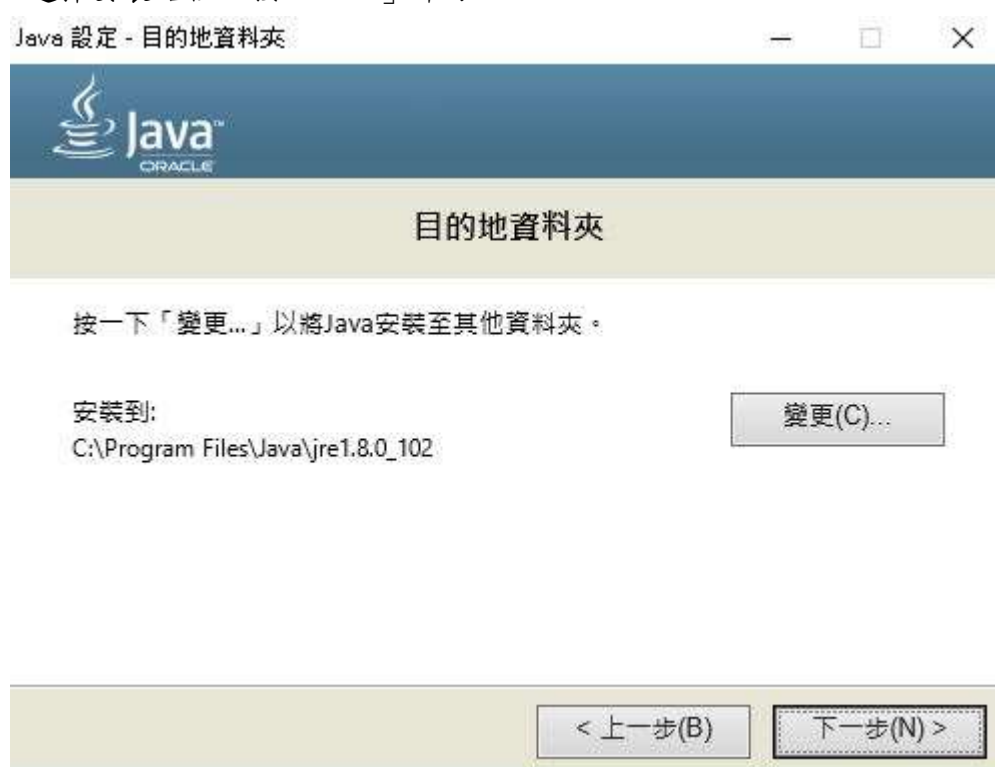 Java 設定 - 目的地資料夾
Java™
ORACLE
目的地資料夾
按一下「變更...」以將Java安裝至其他資料夾。
安裝到:
變更(C)...
C:\Program Files\Java\jre1.8.0_102
< 上一步(B)
下一步(N) >